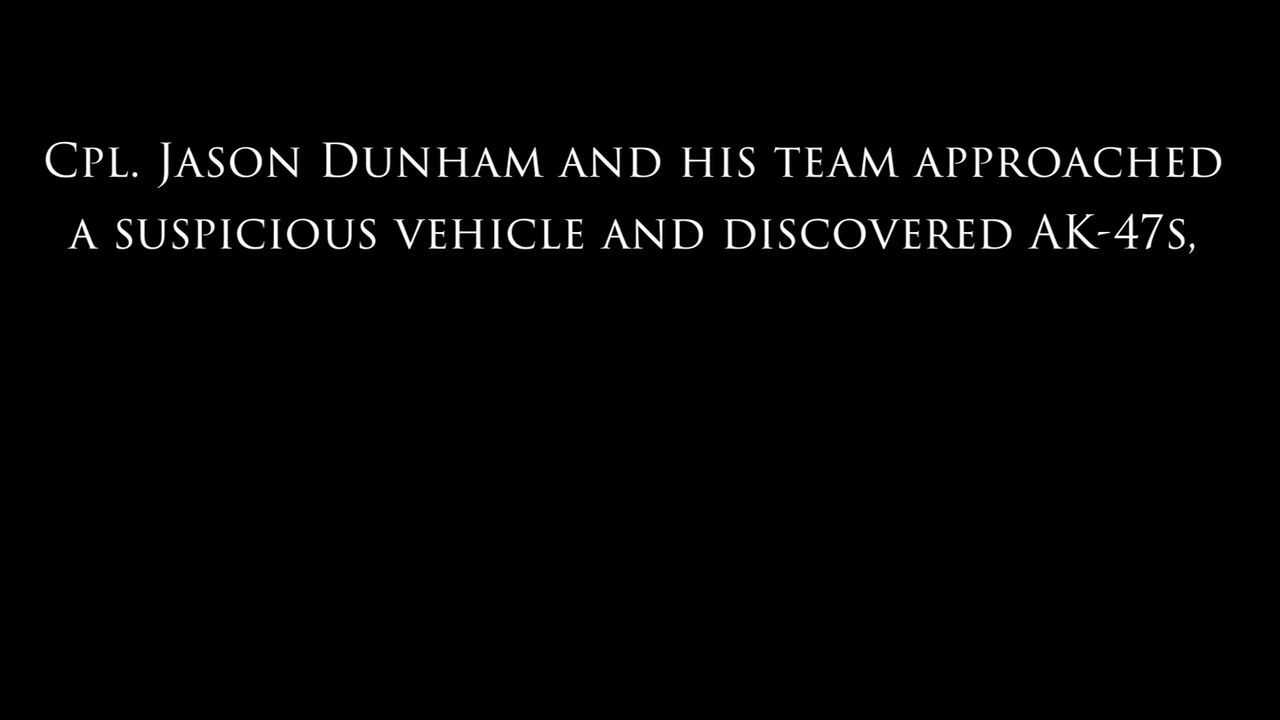 Cpl. Jason Dunham and his team approached
a suspicious vehicle and discovered AK-47s,